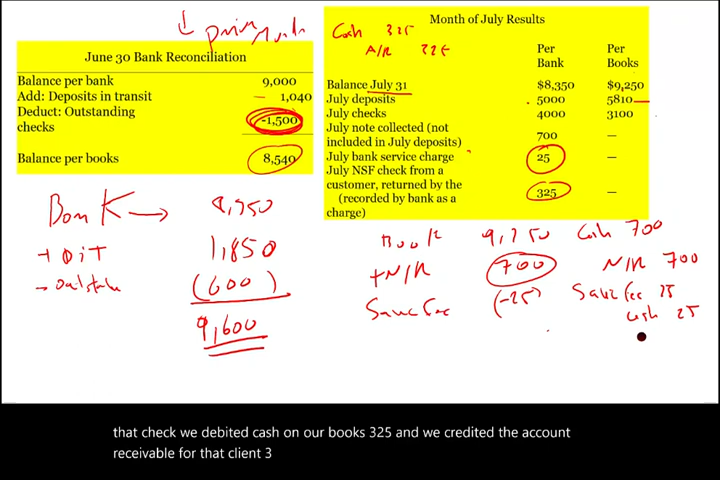 ↓ prior Month
June 30 Bank Reconciliation
Balance per bank 9,000
Add: Deposits in transit 1,040
Deduct: Outstanding checks -1,500
Balance per books 8,540
Cash 325
A/R 325
Month of July Results
Per Bank Per Books
Balance July 31 $8,350 $9,250
July deposits 5000 5810
July checks 4000 3100
July note collected (not
included in July deposits) 700 —
July bank service charge 25 —
July NSF check from a
customer, returned by the
(recorded by bank as a
charge) 325 —
Bank → 8,350
+ DIT 1,850
- Outstand (600)
9,600
Book 9,250
+N/R 700
Service Fee (-25)
Cash 700
N/R 700
Service Fee 25
Cash 25
that check we debited cash on our books 325 and we credited the account
receivable for that client 3